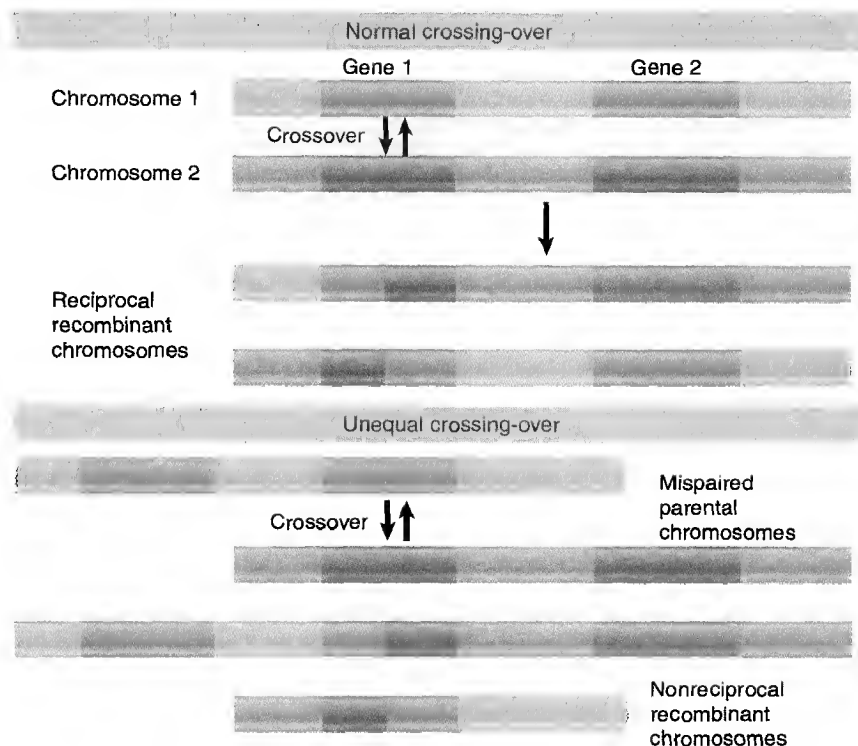 Normal crossing-over
Gene 1 Gene 2
Chromosome 1
Crossover
Chromosome 2
Reciprocal
recombinant
chromosomes
Unequal crossing-over
Mispaired
parental
chromosomes
Crossover
Nonreciprocal
recombinant
chromosomes